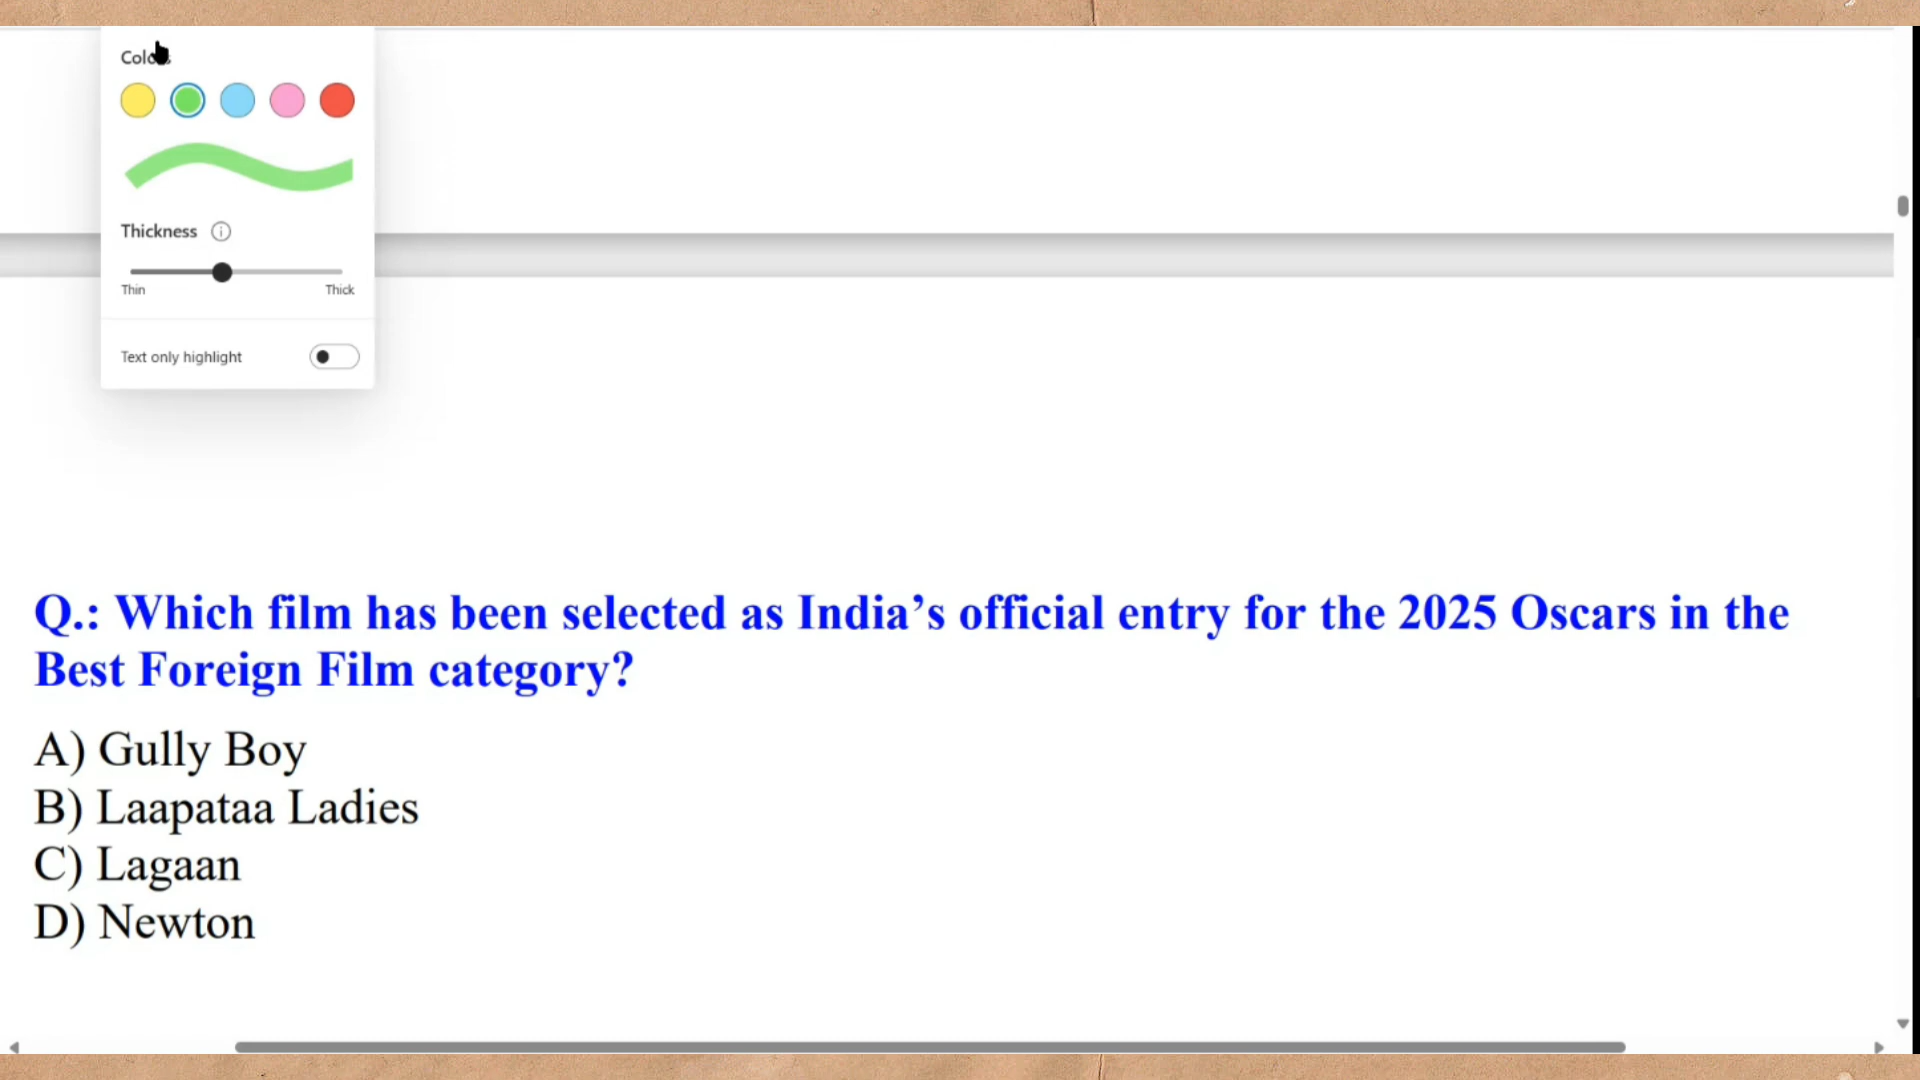 Thickness
Thin Thick
Text only highlight
Q.: Which film has been selected as India’s official entry for the 2025 Oscars in the
Best Foreign Film category?
A) Gully Boy
B) Laapataa Ladies
C) Lagaan
D) Newton